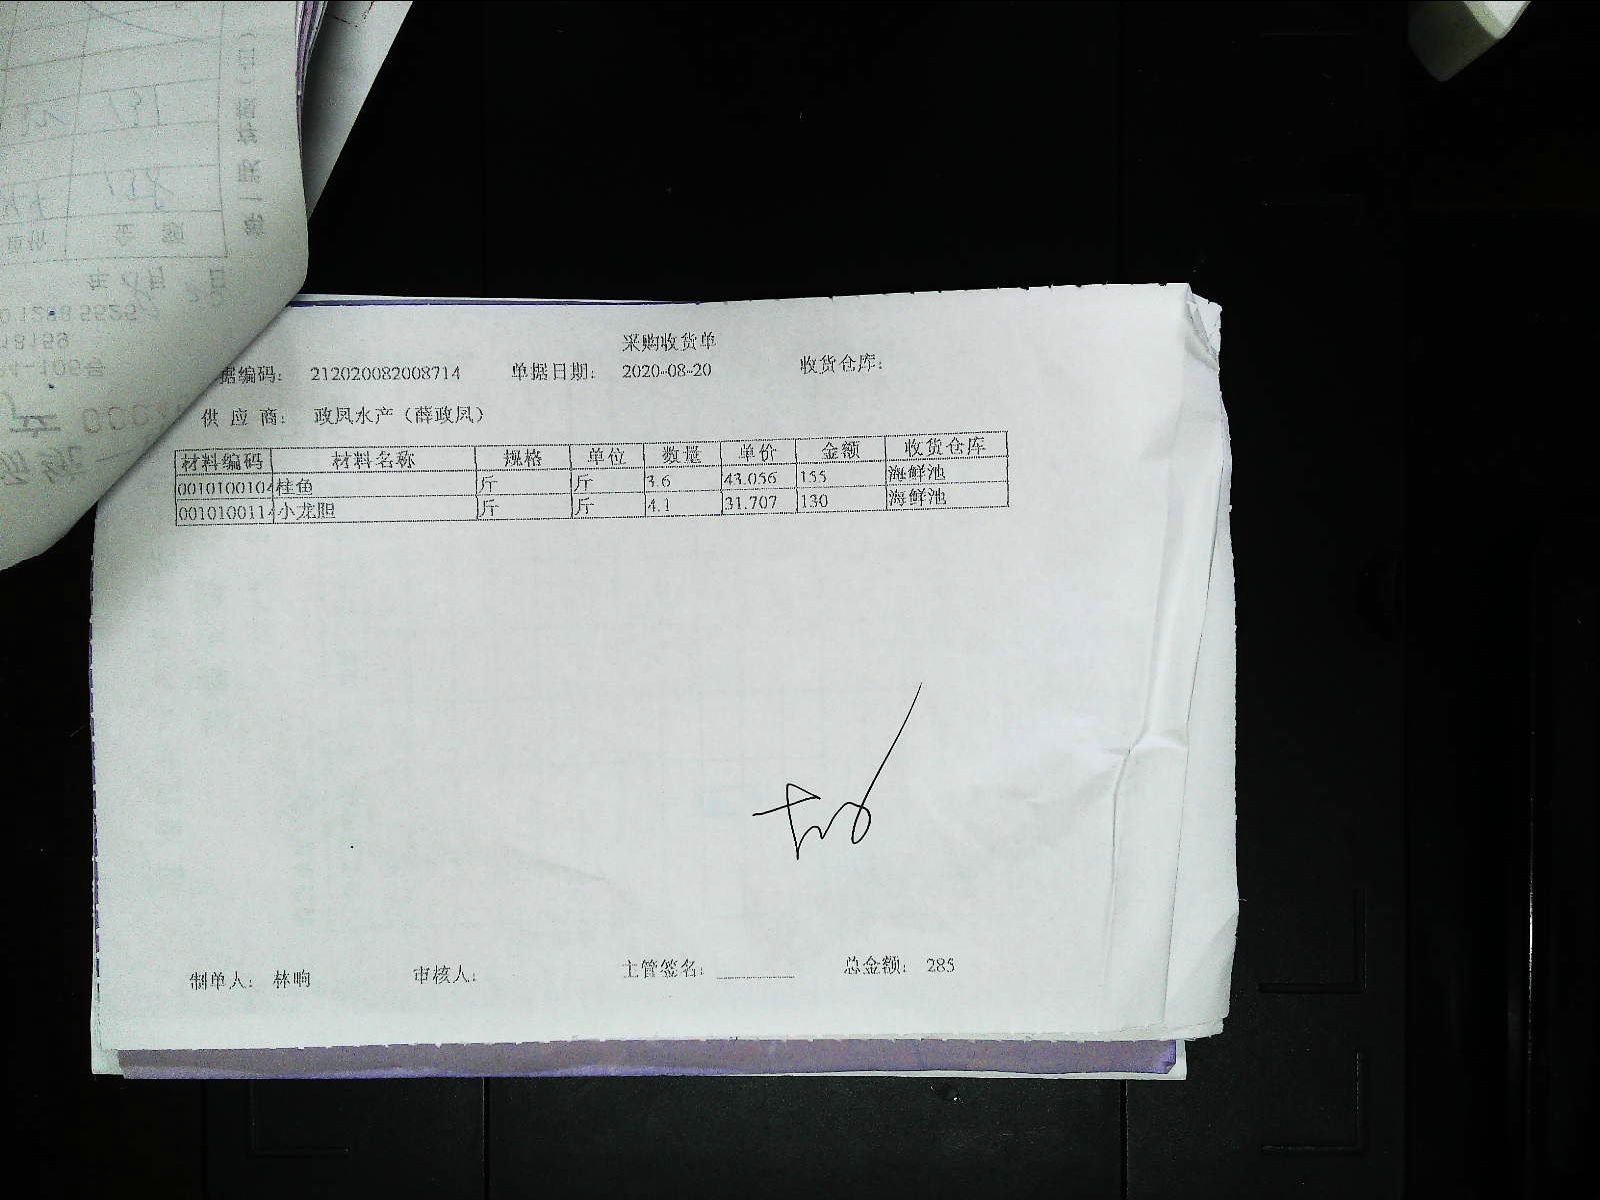 采购收货单
据编码: 212020082008714 单据日期: 2020-08-20 收货仓库:
供应商: 政凤水产（薛政凤）
材料编码 材料名称 规格 单位 数量 单价 金额 收货仓库
0010100104 桂鱼 斤 斤 3.6 43.056 155 海鲜池
0010100114 小龙胆 斤 斤 4.1 31.707 130 海鲜池
制单人: 林晌 审核人: 主管签名: 总金额: 285